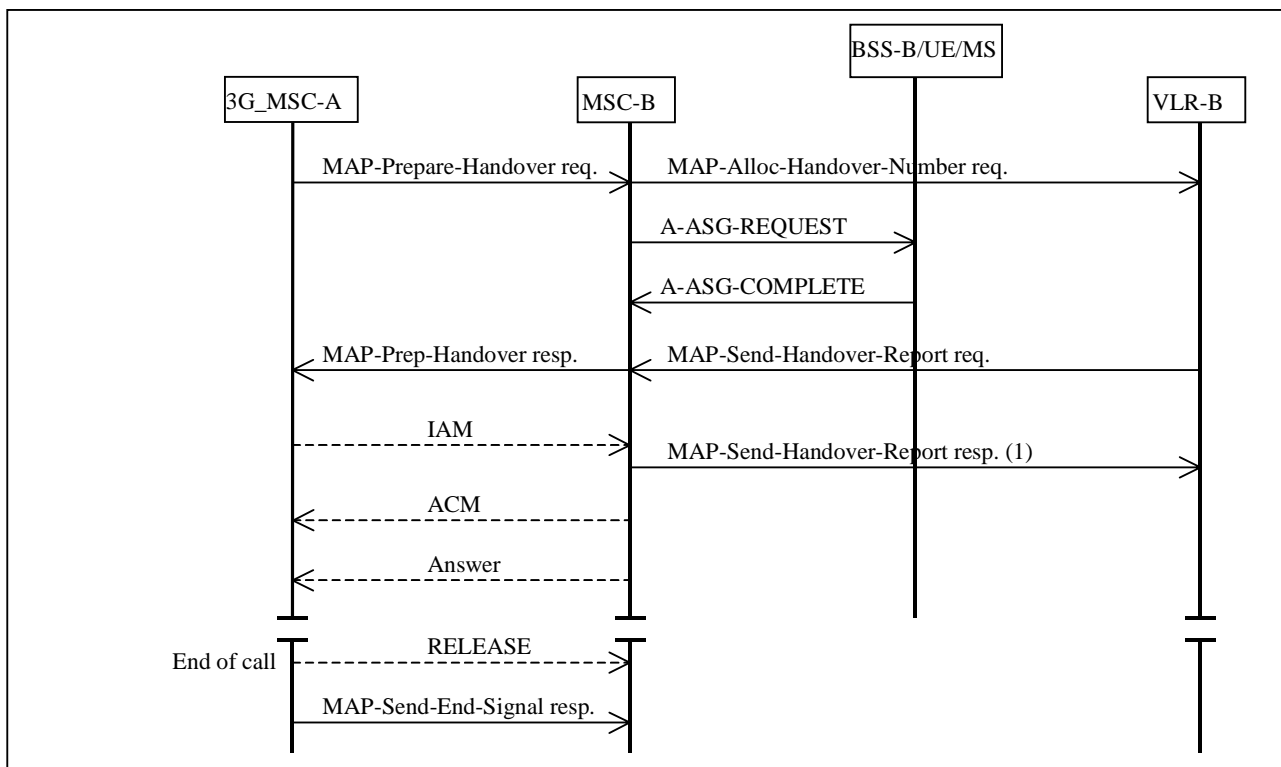 BSS-B/UE/MS
3G_MSC-A
MSC-B
VLR-B
MAP-Prepare-Handover req.
MAP-Alloc-Handover-Number req.
A-ASG-REQUEST
A-ASG-COMPLETE
MAP-Prep-Handover resp.
MAP-Send-Handover-Report req.
IAM
MAP-Send-Handover-Report resp. (1)
ACM
Answer
RELEASE
End of call
MAP-Send-End-Signal resp.